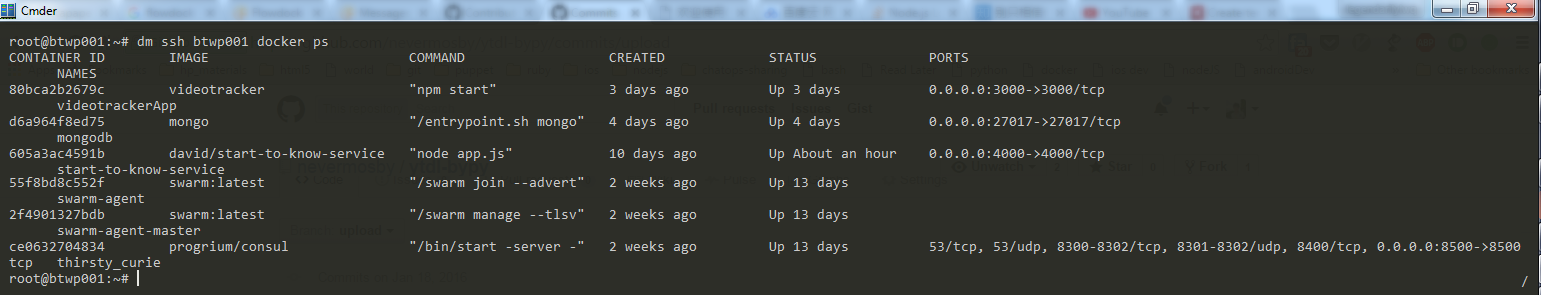 Cmder
root@btwp001:~# dm ssh btwp001 docker ps
CONTAINER ID IMAGE COMMAND CREATED STATUS PORTS
NAMES
80bca2b2679c videotracker "npm start" 3 days ago Up 3 days 0.0.0.0:3000->3000/tcp
videotrackerApp
d6a964f8ed75 mongo "/entrypoint.sh mongo" 4 days ago Up 4 days 0.0.0.0:27017->27017/tcp
mongodb
605a3ac4591b david/start-to-know-service "node app.js" 10 days ago Up About an hour 0.0.0.0:4000->4000/tcp
start-to-know-service
55f8bd8c552f swarm:latest "/swarm join --advert" 2 weeks ago Up 13 days
swarm-agent
2f4901327bdb swarm:latest "/swarm manage --tlsv" 2 weeks ago Up 13 days
swarm-agent-master
ce0632704834 progrium/consul "/bin/start -server -" 2 weeks ago Up 13 days 53/tcp, 53/udp, 8300-8302/tcp, 8301-8302/udp, 8400/tcp, 0.0.0.0:8500->8500
/
tcp thirsty_curie
root@btwp001:~#